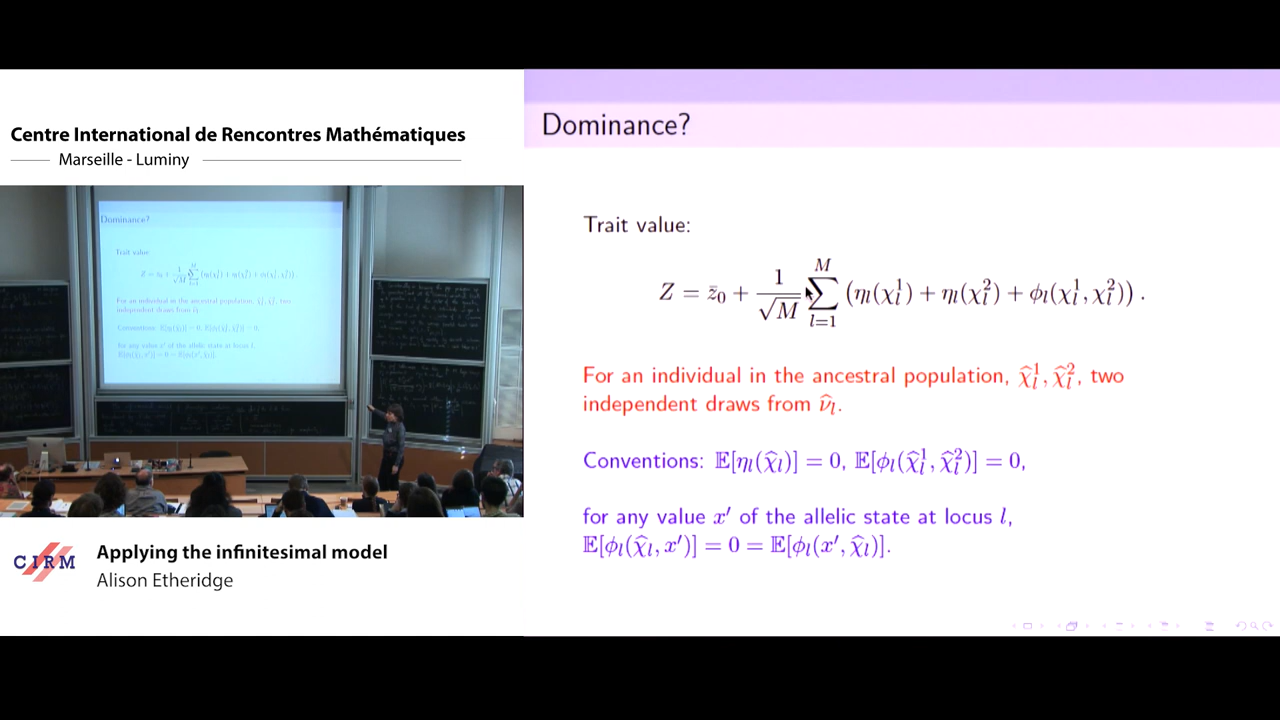 Centre International de Rencontres Mathématiques
Marseille - Luminy
Dominance?
Trait value:
Z = z̄₀ + 1/√M ∑_{l=1}^{M} (η_l(χ_l^1) + η_l(χ_l^2) + ϕ_l(χ_l^1, χ_l^2)) .
For an individual in the ancestral population, χ̂_l^1, χ̂_l^2, two
independent draws from ν̂_l.
Conventions: 𝔼[η_l(χ̂_l)] = 0, 𝔼[ϕ_l(χ̂_l^1, χ̂_l^2)] = 0,
for any value x′ of the allelic state at locus l,
𝔼[ϕ_l(χ̂_l, x′)] = 0 = 𝔼[ϕ_l(x′, χ̂_l)].
CIRM
Applying the infinitesimal model
Alison Etheridge